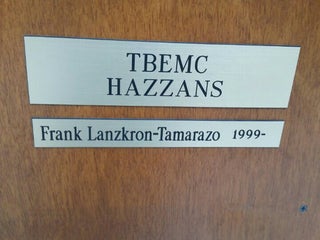 TBEMC
HAZZANS
Frank Lanzkron-Tamarazo 1999-